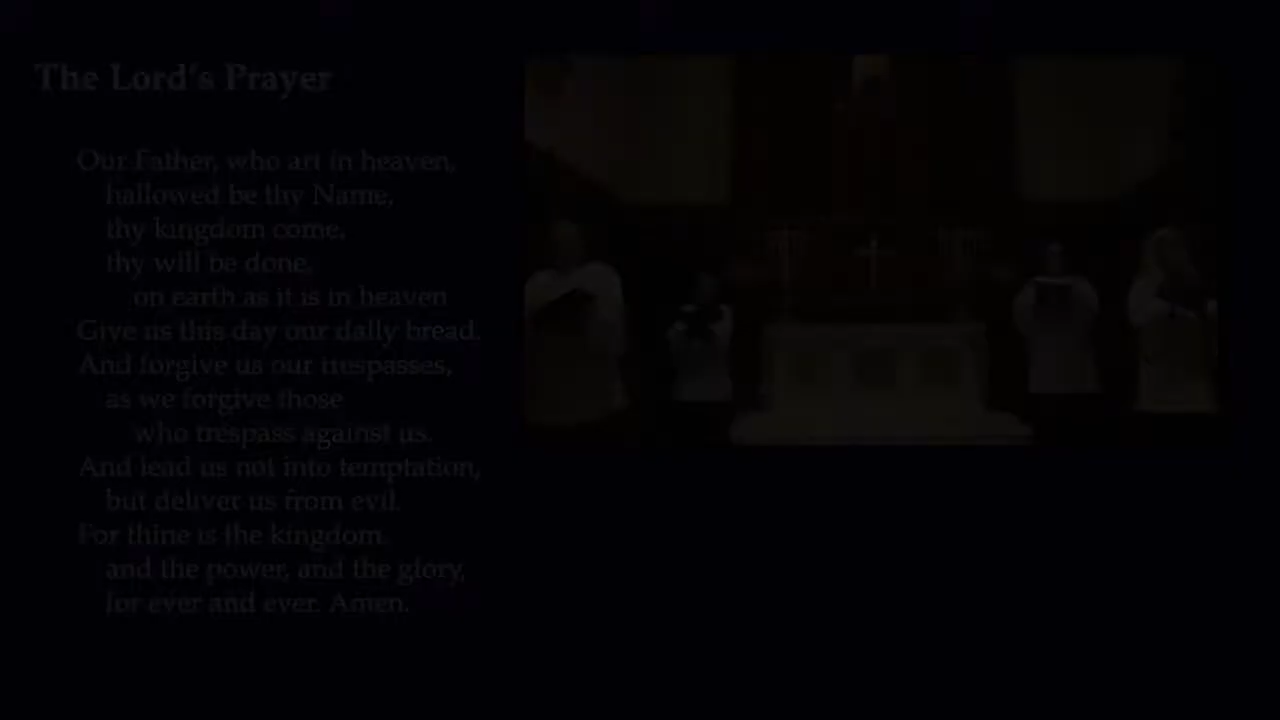 The Lord's Prayer
Our Father, who art in heaven,
hallowed be thy Name,
thy kingdom come,
thy will be done,
on earth as it is in heaven
Give us this day our daily bread.
And forgive us our trespasses,
as we forgive those
who trespass against us.
And lead us not into temptation,
but deliver us from evil.
For thine is the kingdom,
and the power, and the glory,
for ever and ever. Amen.